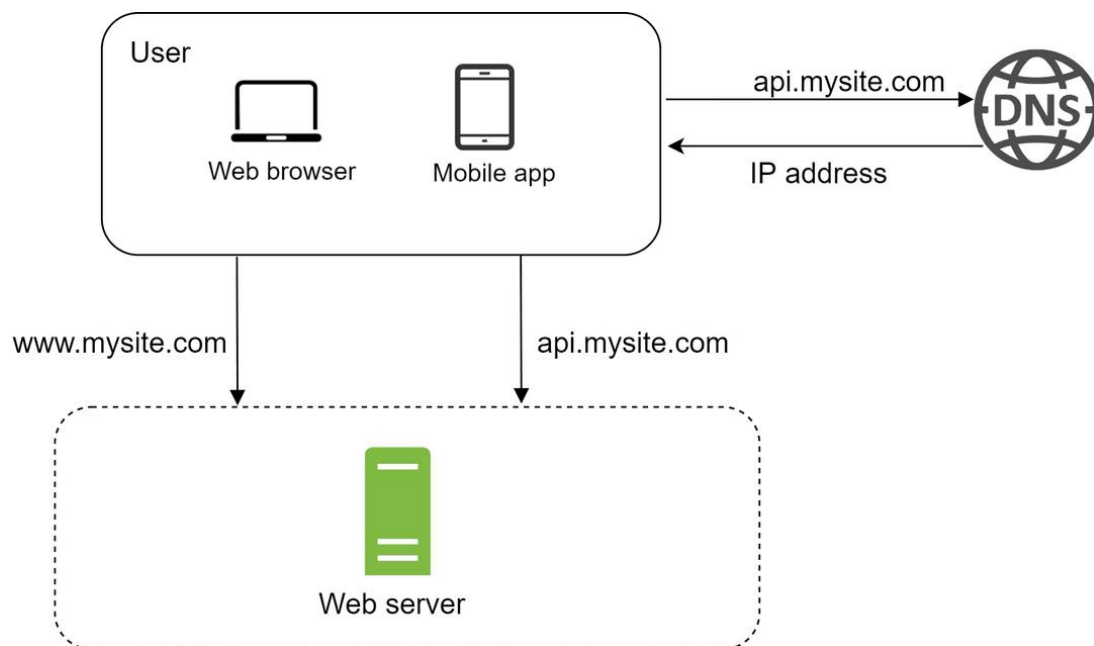 User
Web browser
Mobile app
api.mysite.com
DNS
IP address
www.mysite.com
api.mysite.com
Web server